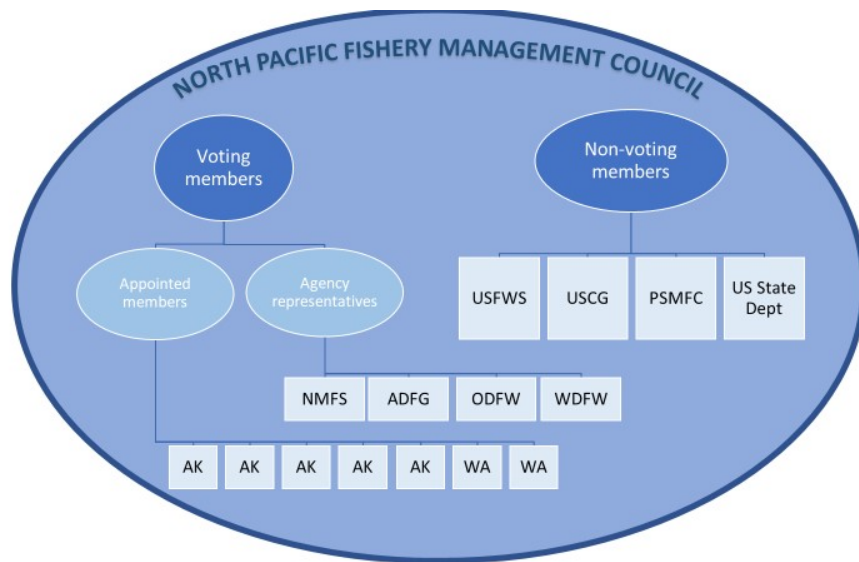 NORTH PACIFIC FISHERY MANAGEMENT COUNCIL
Voting
members
Non-voting
members
Appointed
members
Agency
representatives
USFWS
USCG
PSMFC
US State
Dept
NMFS
ADFG
ODFW
WDFW
AK
AK
AK
AK
AK
WA
WA